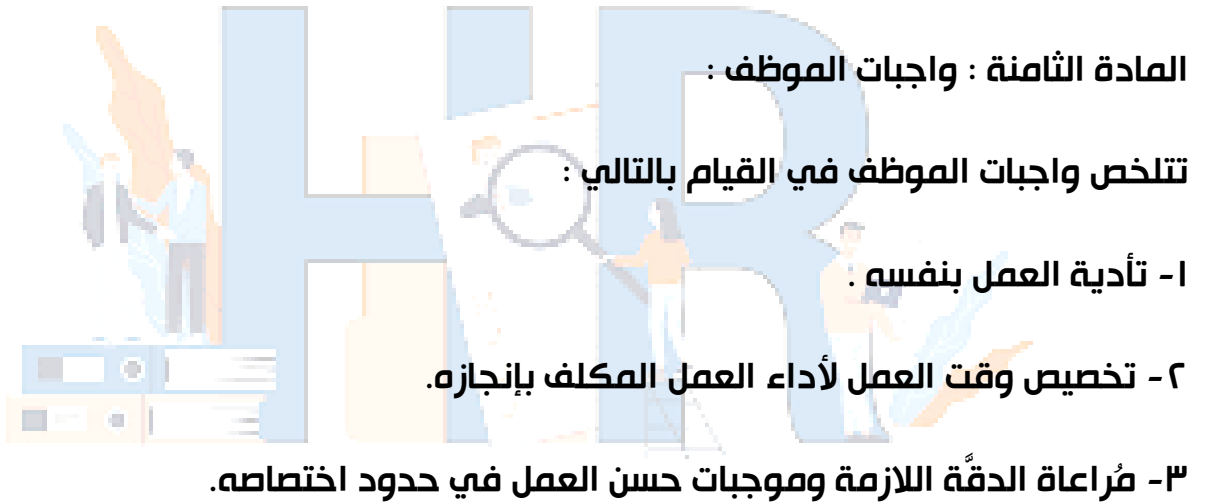 المادة الثامنة : واجبات الموظف :
تتلخص واجبات الموظف في القيام بالتالي :
١- تأدية العمل بنفسه .
٢- تخصيص وقت العمل لأداء العمل المكلف بإنجازه.
٣- مُراعاة الدقَّة اللازمة وموجبات حسن العمل في حدود اختصاصه.
HR